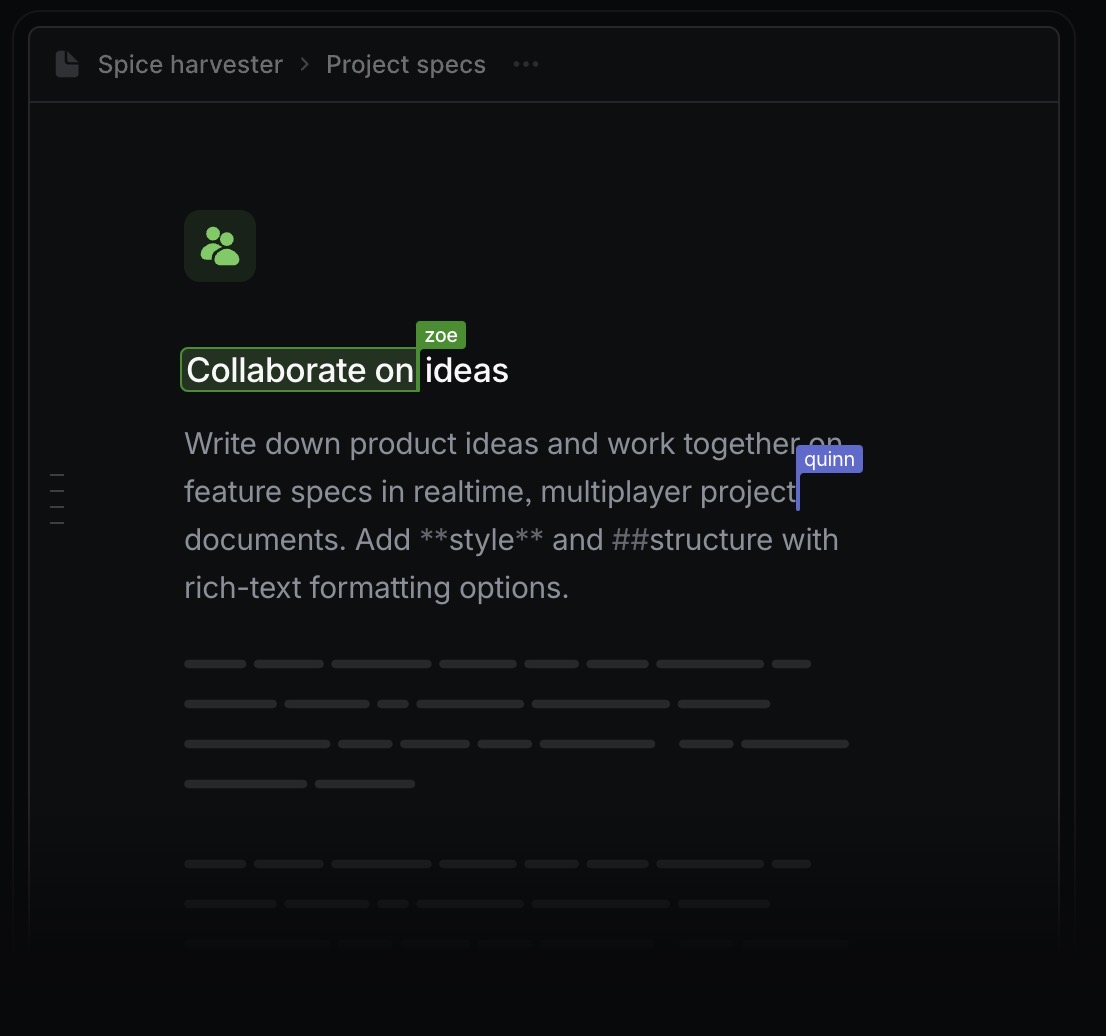 Spice harvester > Project specs ...
zoe
Collaborate on ideas
Write down product ideas and work together on
quinn
feature specs in realtime, multiplayer project
documents. Add **style** and ##structure with
rich-text formatting options.